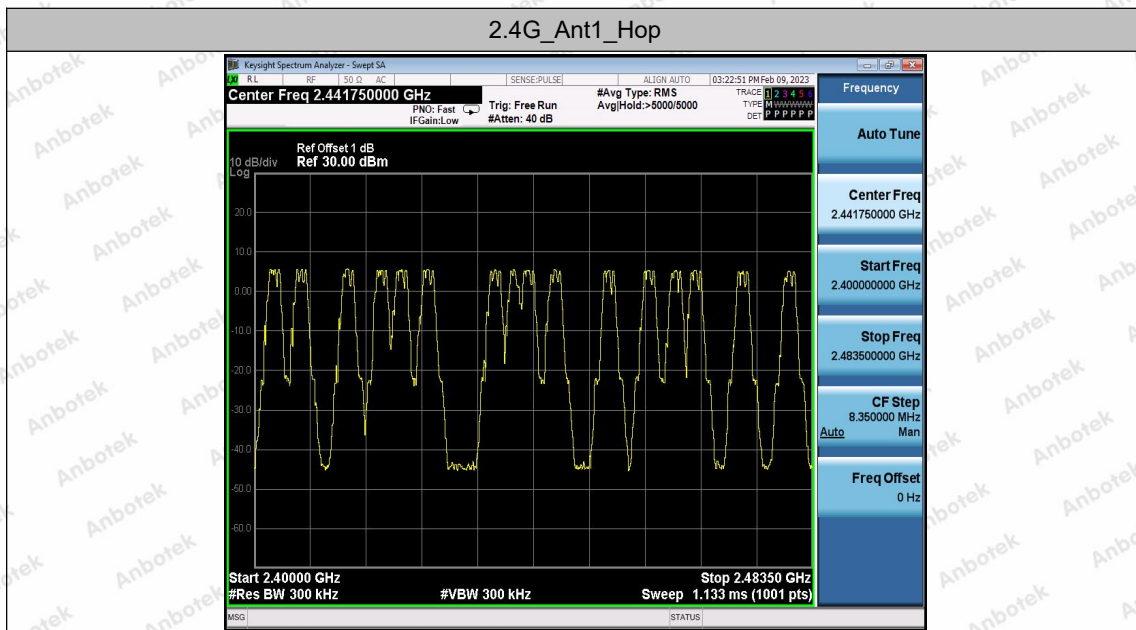 2.4G_Ant1_Hop
Keysight Spectrum Analyzer - Swept SA
RL RF 50 Ω AC SENSE:PULSE ALIGN AUTO 03:22:51 PM Feb 09, 2023
Center Freq 2.441750000 GHz
PNO: Fast
IFGain:Low
Trig: Free Run
#Atten: 40 dB
#Avg Type: RMS
Avg|Hold:>5000/5000
TRACE 1 2 3 4 5 6
TYPE M WWWWW
DET P P P P P P
Ref Offset 1 dB
10 dB/div Ref 30.00 dBm
Log
20.0
10.0
0.00
-10.0
-20.0
-30.0
-40.0
-50.0
-60.0
Start 2.40000 GHz Stop 2.48350 GHz
#Res BW 300 kHz #VBW 300 kHz Sweep 1.133 ms (1001 pts)
MSG STATUS
Frequency
Auto Tune
Center Freq
2.441750000 GHz
Start Freq
2.400000000 GHz
Stop Freq
2.483500000 GHz
CF Step
8.350000 MHz
Auto Man
Freq Offset
0 Hz
Anbotek